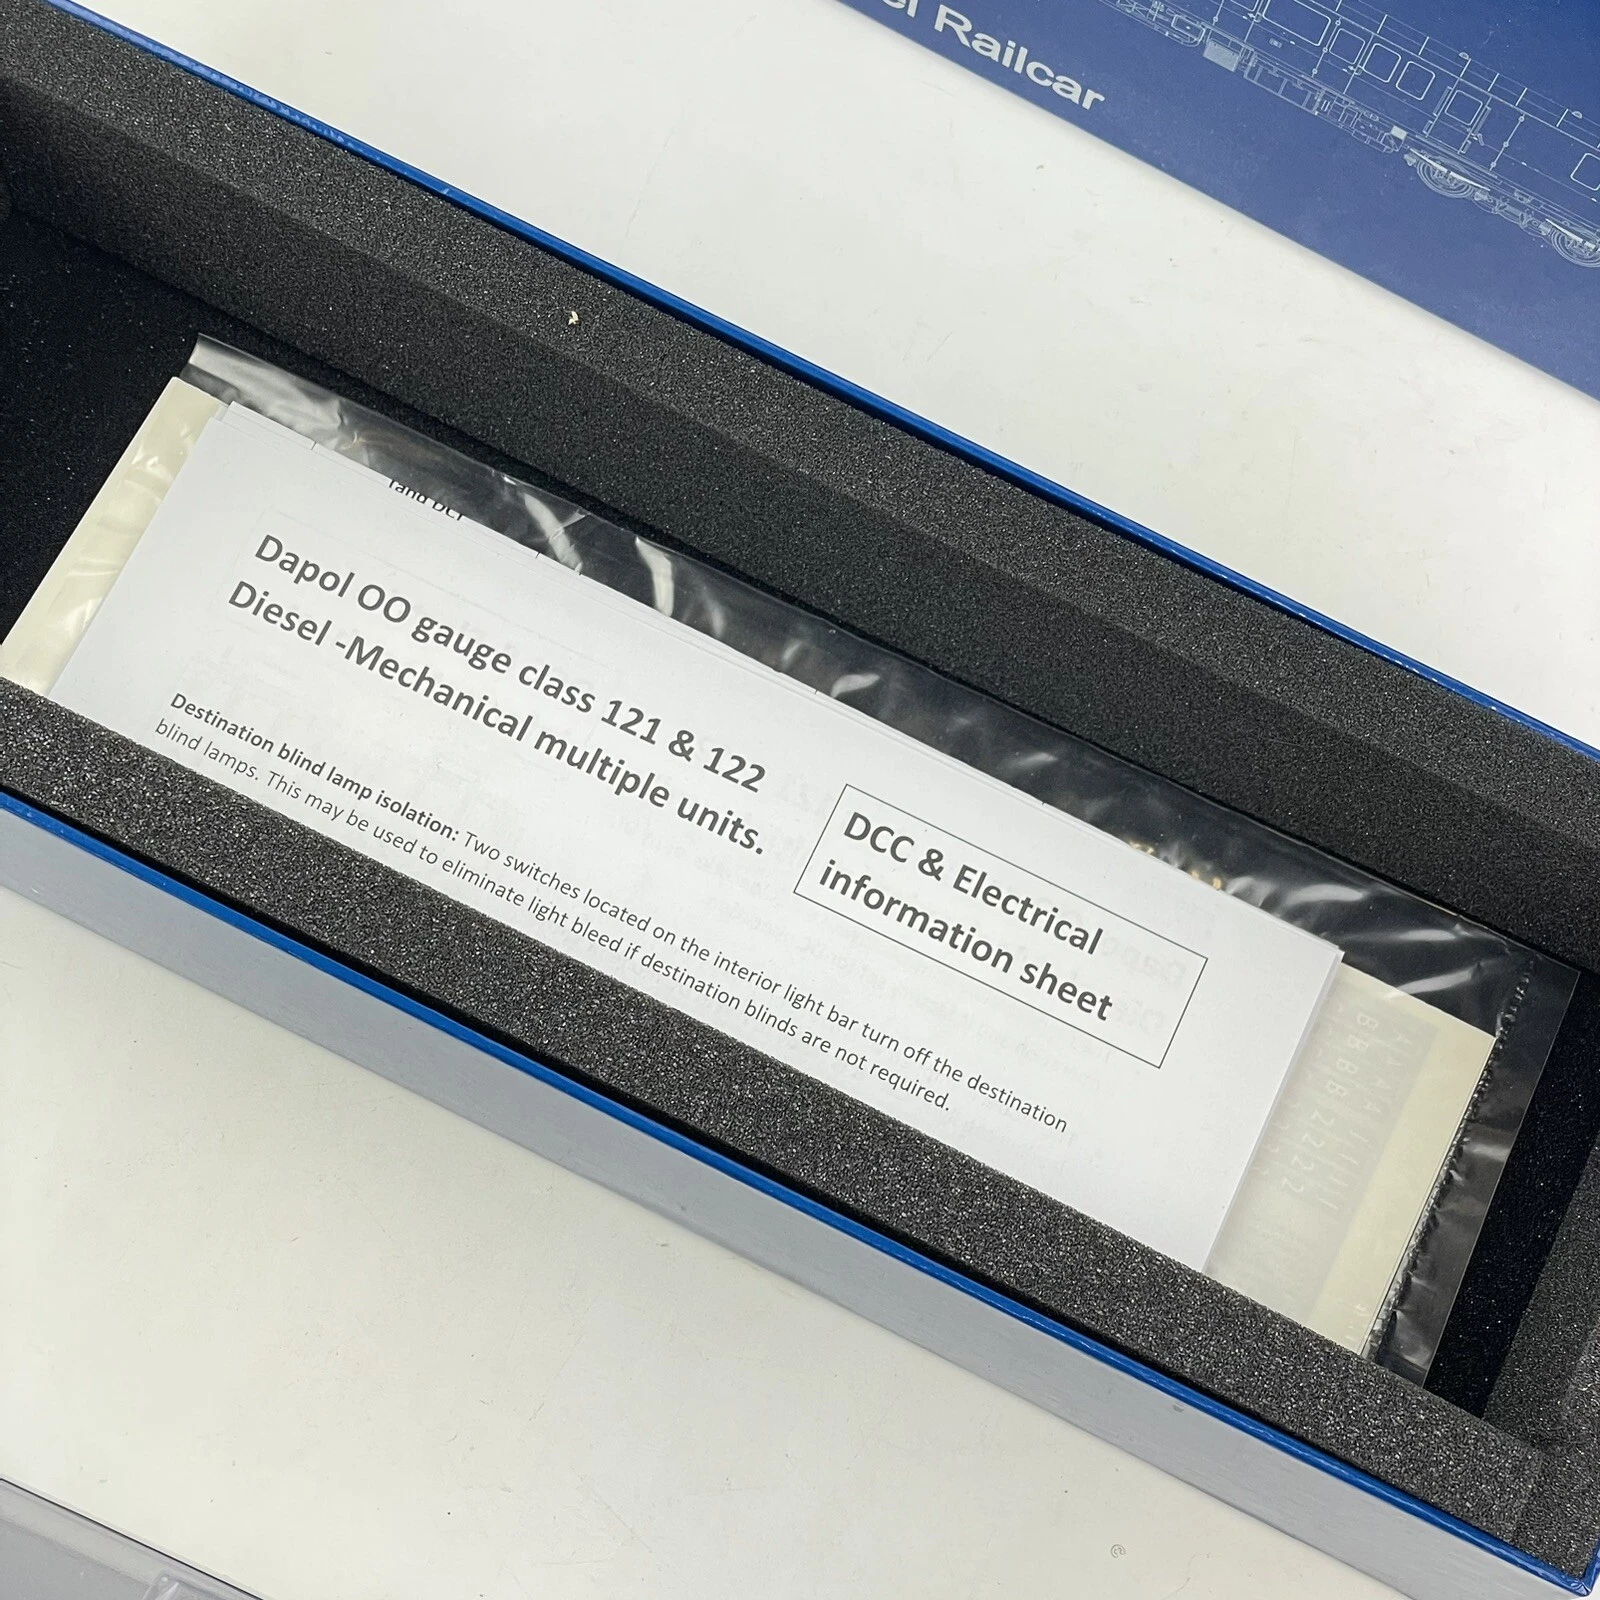 Railcar
Dapol OO gauge class 121 & 122
Diesel -Mechanical multiple units.
DCC & Electrical
information sheet
Destination blind lamp isolation: Two switches located on the interior light bar turn off the destination
blind lamps. This may be used to eliminate light bleed if destination blinds are not required.